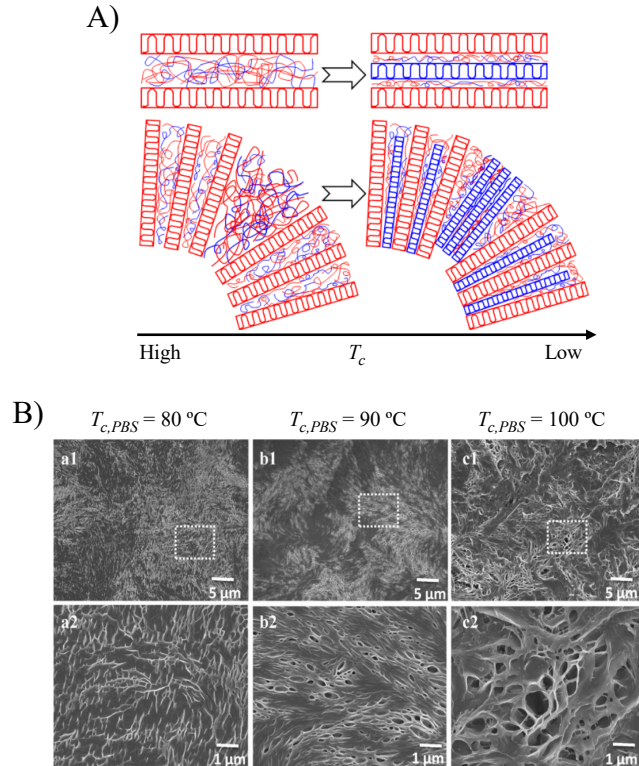 A)
High T_c Low
B)
T_c,PBS = 80 ºC T_c,PBS = 90 ºC T_c,PBS = 100 ºC
a1 b1 c1
5 µm 5 µm 5 µm
a2 b2 c2
1 µm 1 µm 1 µm